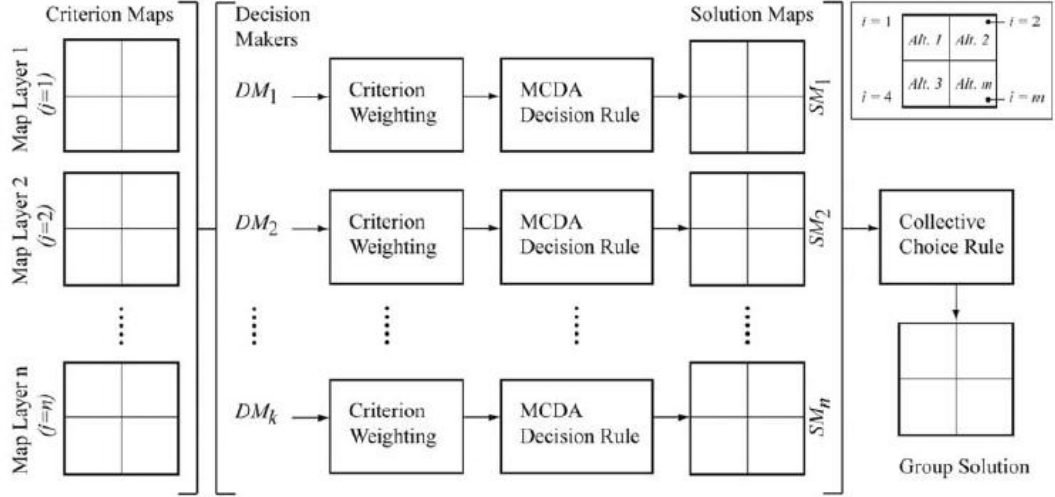 Criterion Maps
Decision
Makers
Solution Maps
i = 1
Alt. 1
Alt. 2
i = 2
i = 4
Alt. 3
Alt. m
i = m
Map Layer 1
(j=1)
DM1
Criterion
Weighting
MCDA
Decision Rule
SM1
Map Layer 2
(j=2)
DM2
Criterion
Weighting
MCDA
Decision Rule
SM2
Collective
Choice Rule
Map Layer n
(j=n)
DMk
Criterion
Weighting
MCDA
Decision Rule
SMn
Group Solution